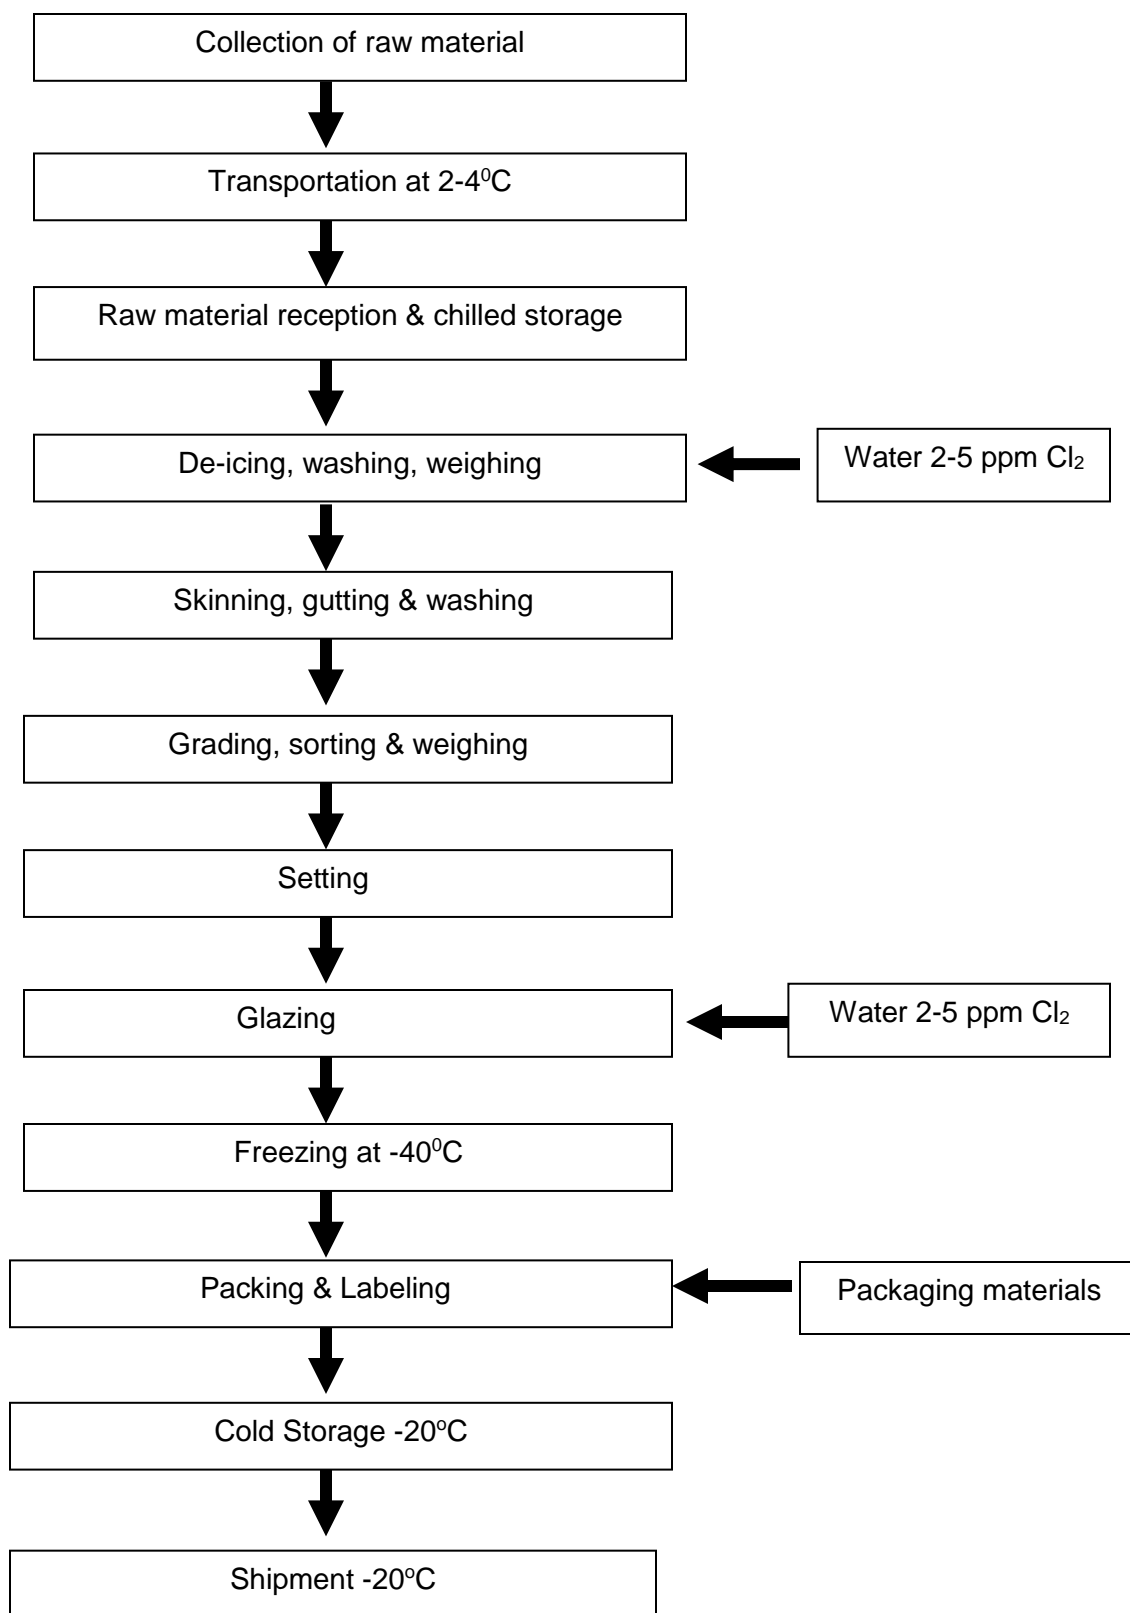 Collection of raw material
Transportation at 2-4⁰C
Raw material reception & chilled storage
De-icing, washing, weighing
Water 2-5 ppm Cl₂
Skinning, gutting & washing
Grading, sorting & weighing
Setting
Glazing
Water 2-5 ppm Cl₂
Freezing at -40⁰C
Packing & Labeling
Packaging materials
Cold Storage -20ᵒC
Shipment -20ᵒC